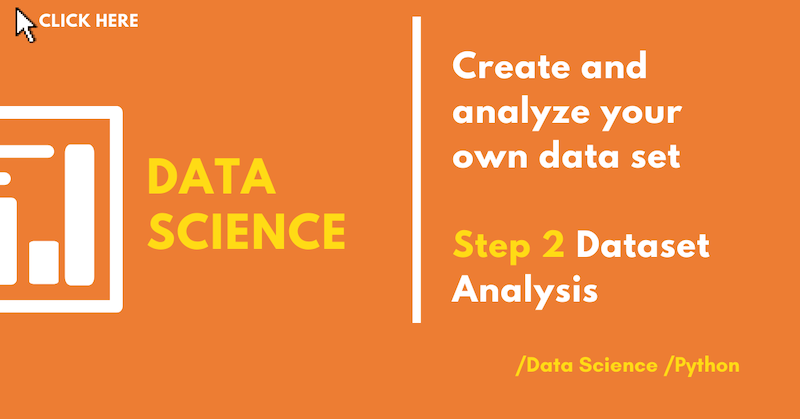 CLICK HERE
DATA
SCIENCE
Create and
analyze your
own data set
Step 2 Dataset
Analysis
/Data Science /Python